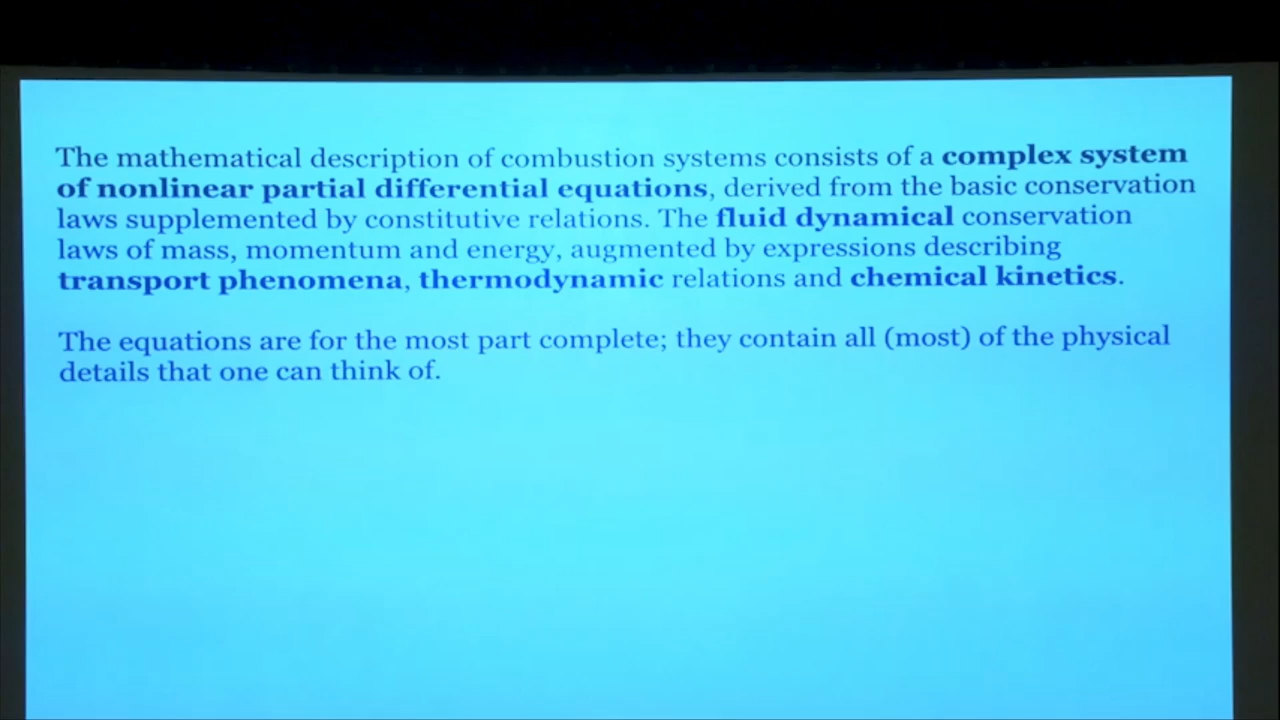 The mathematical description of combustion systems consists of a complex system
of nonlinear partial differential equations, derived from the basic conservation
laws supplemented by constitutive relations. The fluid dynamical conservation
laws of mass, momentum and energy, augmented by expressions describing
transport phenomena, thermodynamic relations and chemical kinetics.
The equations are for the most part complete; they contain all (most) of the physical
details that one can think of.